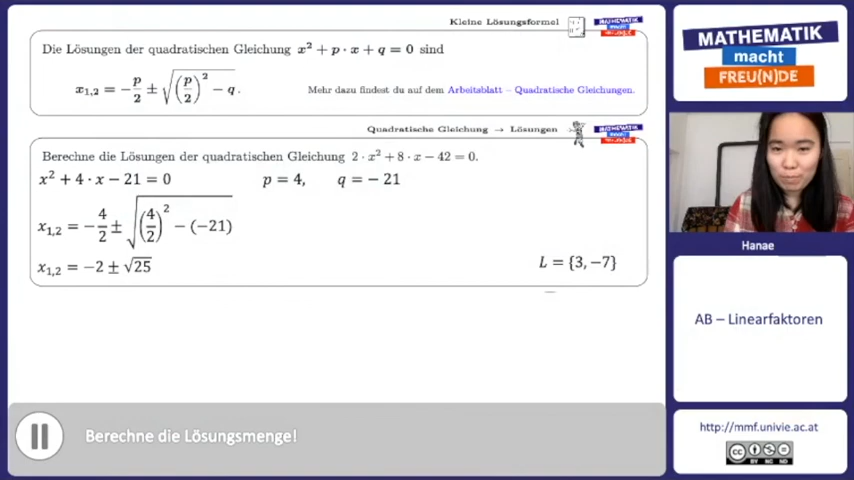 Kleine Lösungsformel
MATHEMATIK
macht
FREU(N)DE
Die Lösungen der quadratischen Gleichung x² + p · x + q = 0 sind
x₁,₂ = −p/2 ± √((p/2)² − q).
Mehr dazu findest du auf dem Arbeitsblatt – Quadratische Gleichungen.
Quadratische Gleichung → Lösungen
MATHEMATIK
macht
FREU(N)DE
Berechne die Lösungen der quadratischen Gleichung 2 · x² + 8 · x − 42 = 0.
x² + 4 · x − 21 = 0 p = 4, q = − 21
x₁,₂ = −4/2 ± √((4/2)² − (−21))
x₁,₂ = −2 ± √25 L = {3, −7}
Berechne die Lösungsmenge!
MATHEMATIK
macht
FREU(N)DE
Hanae
AB – Linearfaktoren
http://mmf.univie.ac.at
cc
BY NC ND